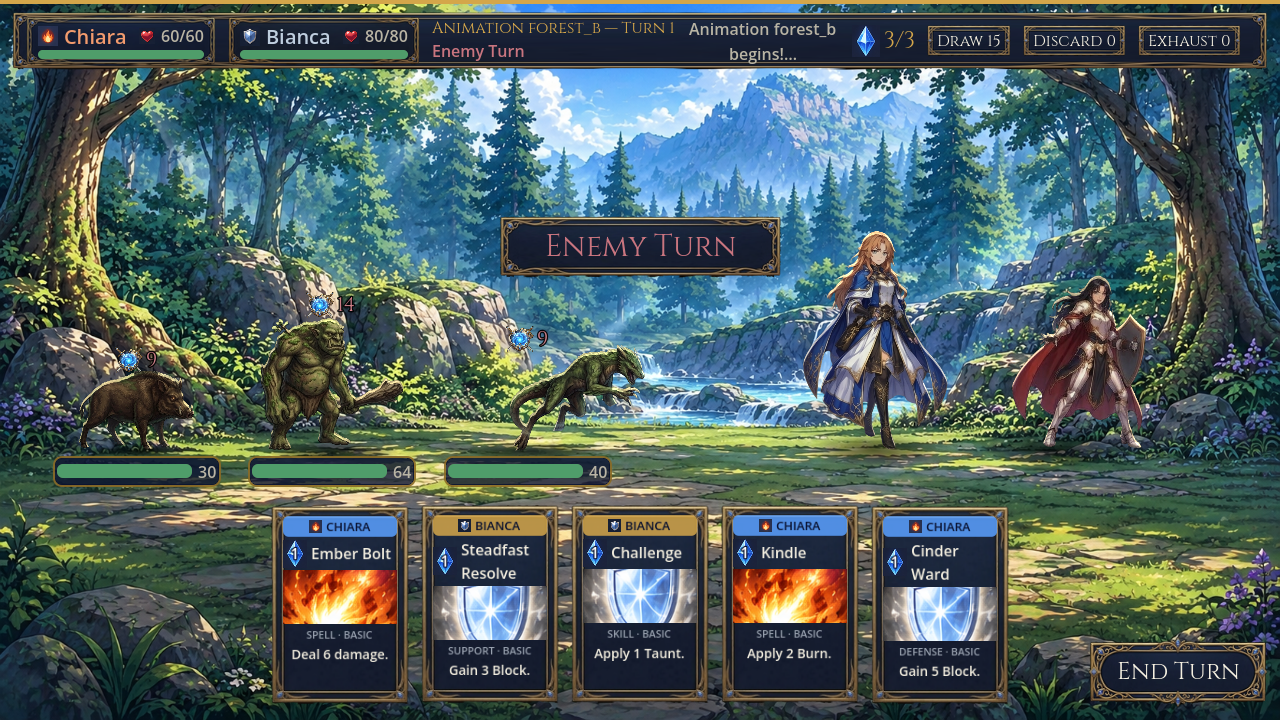 Chiara 60/60
Bianca 80/80
ANIMATION FOREST_B — TURN 1
Enemy Turn
Animation forest_b
begins!...
3/3
DRAW 15
DISCARD 0
EXHAUST 0
ENEMY TURN
14
9
9
30
64
40
CHIARA
1 Ember Bolt
SPELL · BASIC
Deal 6 damage.
BIANCA
1 Steadfast
Resolve
SUPPORT · BASIC
Gain 3 Block.
BIANCA
1 Challenge
SKILL · BASIC
Apply 1 Taunt.
CHIARA
1 Kindle
SPELL · BASIC
Apply 2 Burn.
CHIARA
1 Cinder
Ward
DEFENSE · BASIC
Gain 5 Block.
END TURN